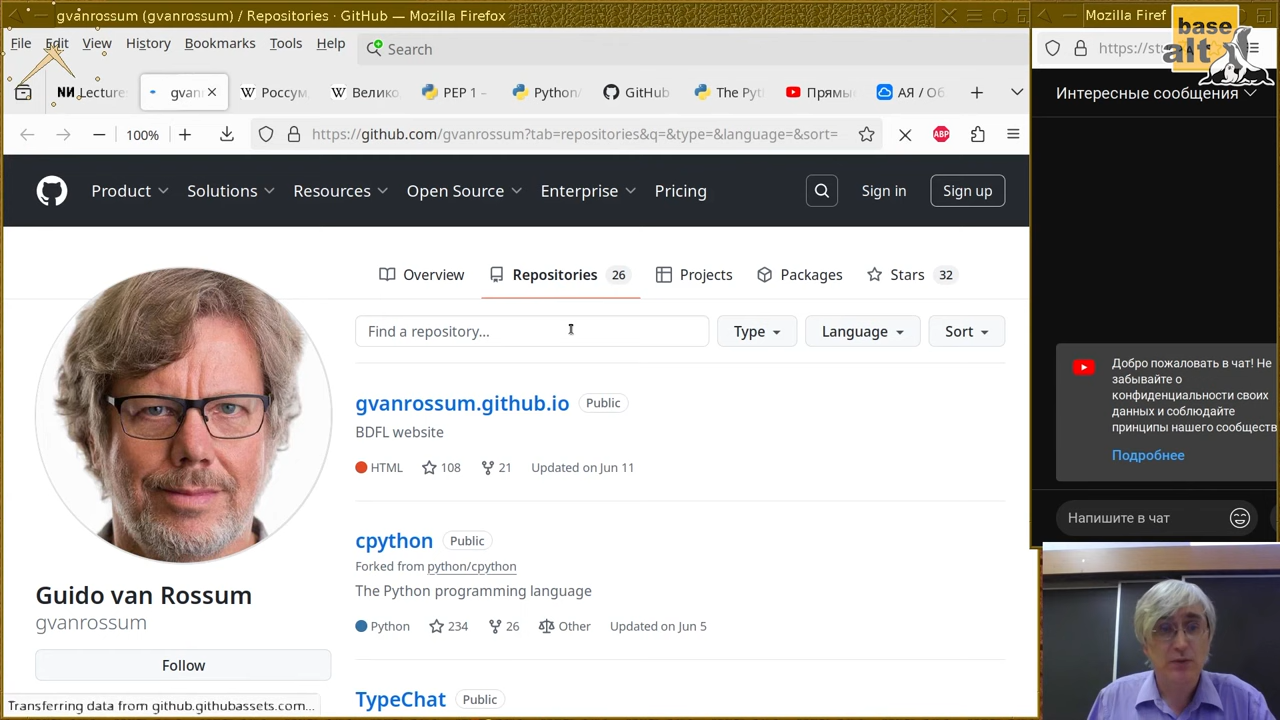 gvanrossum (gvanrossum) / Repositories · GitHub — Mozilla Firefox
Mozilla Firef
base
alt
File Edit View History Bookmarks Tools Help
Search
https://stu
Lecture
gvan
Россум,
Велико
PEP 1 –
Python/
GitHub
The Pyt
Прямы
АЯ / Об
Интересные сообщения
100%
https://github.com/gvanrossum?tab=repositories&q=&type=&language=&sort=
ABP
Product Solutions Resources Open Source Enterprise Pricing
Sign in
Sign up
Overview Repositories 26 Projects Packages Stars 32
Find a repository...
Type Language Sort
gvanrossum.github.io Public
BDFL website
HTML 108 21 Updated on Jun 11
cpython Public
Forked from python/cpython
The Python programming language
Python 234 26 Other Updated on Jun 5
TypeChat Public
Guido van Rossum
gvanrossum
Follow
Transferring data from github.githubassets.com...
Добро пожаловать в чат! Не
забывайте о
конфиденциальности своих
данных и соблюдайте
принципы нашего сообществ
Подробнее
Напишите в чат